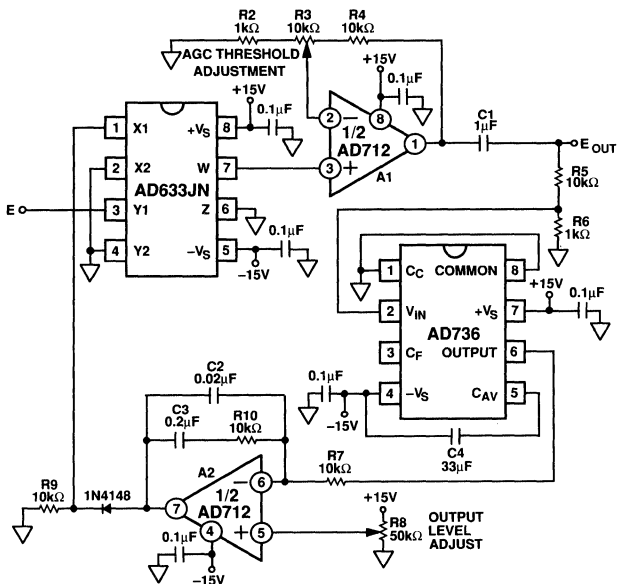 R2
1kΩ
R3
10kΩ
R4
10kΩ
AGC THRESHOLD
ADJUSTMENT
+15V
0.1μF
+15V
0.1μF
C1
1μF
E OUT
1 X1 +VS 8
2 X2 W 7
AD633JN
3 Y1 Z 6
4 Y2 –VS 5
E
0.1μF
–15V
2 –
8
1/2
AD712
1
3 +
A1
R5
10kΩ
R6
1kΩ
1 CC COMMON 8
2 VIN +VS 7
AD736
3 CF OUTPUT 6
4 –VS CAV 5
+15V
0.1μF
0.1μF
–15V
C4
33μF
C2
0.02μF
C3
0.2μF
R10
10kΩ
R9
10kΩ
1N4148
A2
– 6
7
1/2
AD712
4
+ 5
0.1μF
–15V
R7
10kΩ
+15V
R8
50kΩ
OUTPUT
LEVEL
ADJUST